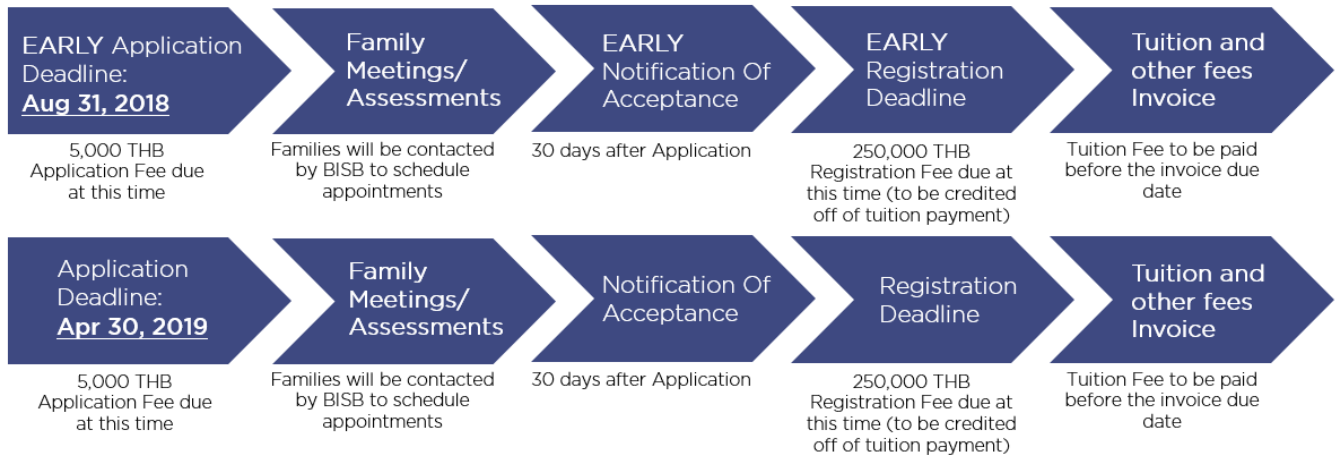 EARLY Application
Deadline:
Aug 31, 2018
Family
Meetings/
Assessments
EARLY
Notification Of
Acceptance
EARLY
Registration
Deadline
Tuition and
other fees
Invoice
5,000 THB
Application Fee due
at this time
Families will be contacted
by BISB to schedule
appointments
30 days after Application
250,000 THB
Registration Fee due at
this time (to be credited
off of tuition payment)
Tuition Fee to be paid
before the invoice due
date
Application
Deadline:
Apr 30, 2019
Family
Meetings/
Assessments
Notification Of
Acceptance
Registration
Deadline
Tuition and
other fees
Invoice
5,000 THB
Application Fee due
at this time
Families will be contacted
by BISB to schedule
appointments
30 days after Application
250,000 THB
Registration Fee due at
this time (to be credited
off of tuition payment)
Tuition Fee to be paid
before the invoice due
date